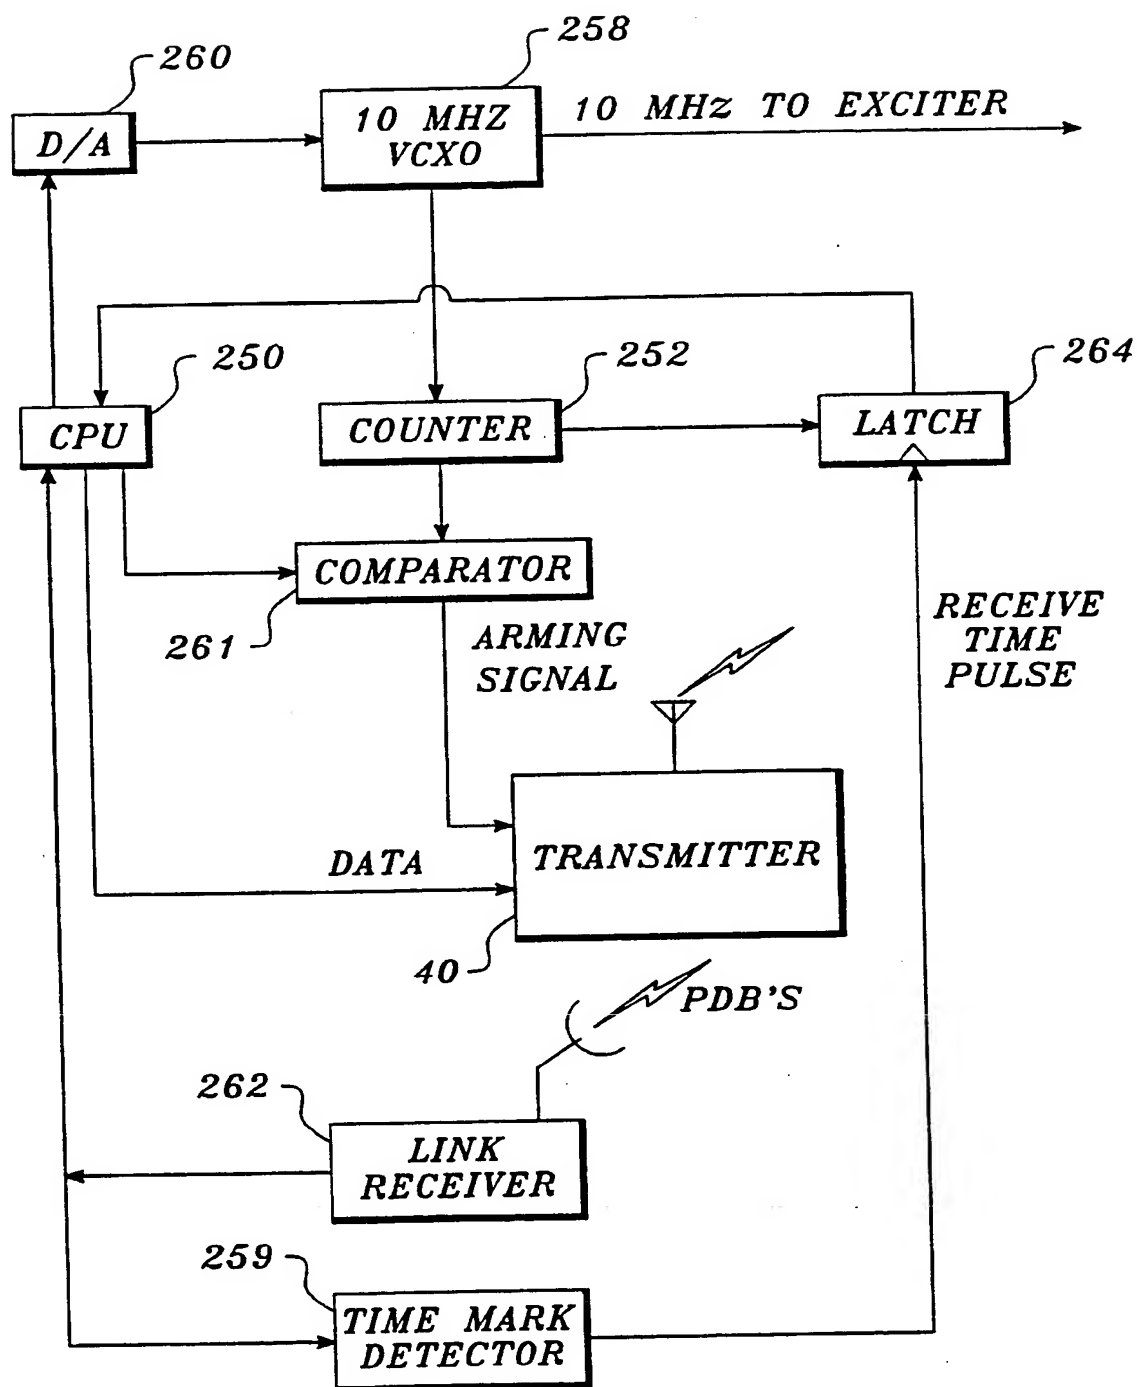 258
260
10 MHZ
VCXO
10 MHz TO EXCITER
D/A
250
252
264
CPU
COUNTER
LATCH
COMPARATOR
261
ARMING
SIGNAL
RECEIVE
TIME
PULSE
TRANSMITTER
DATA
40
PDB'S
262
LINK
RECEIVER
259
TIME MARK
DETECTOR